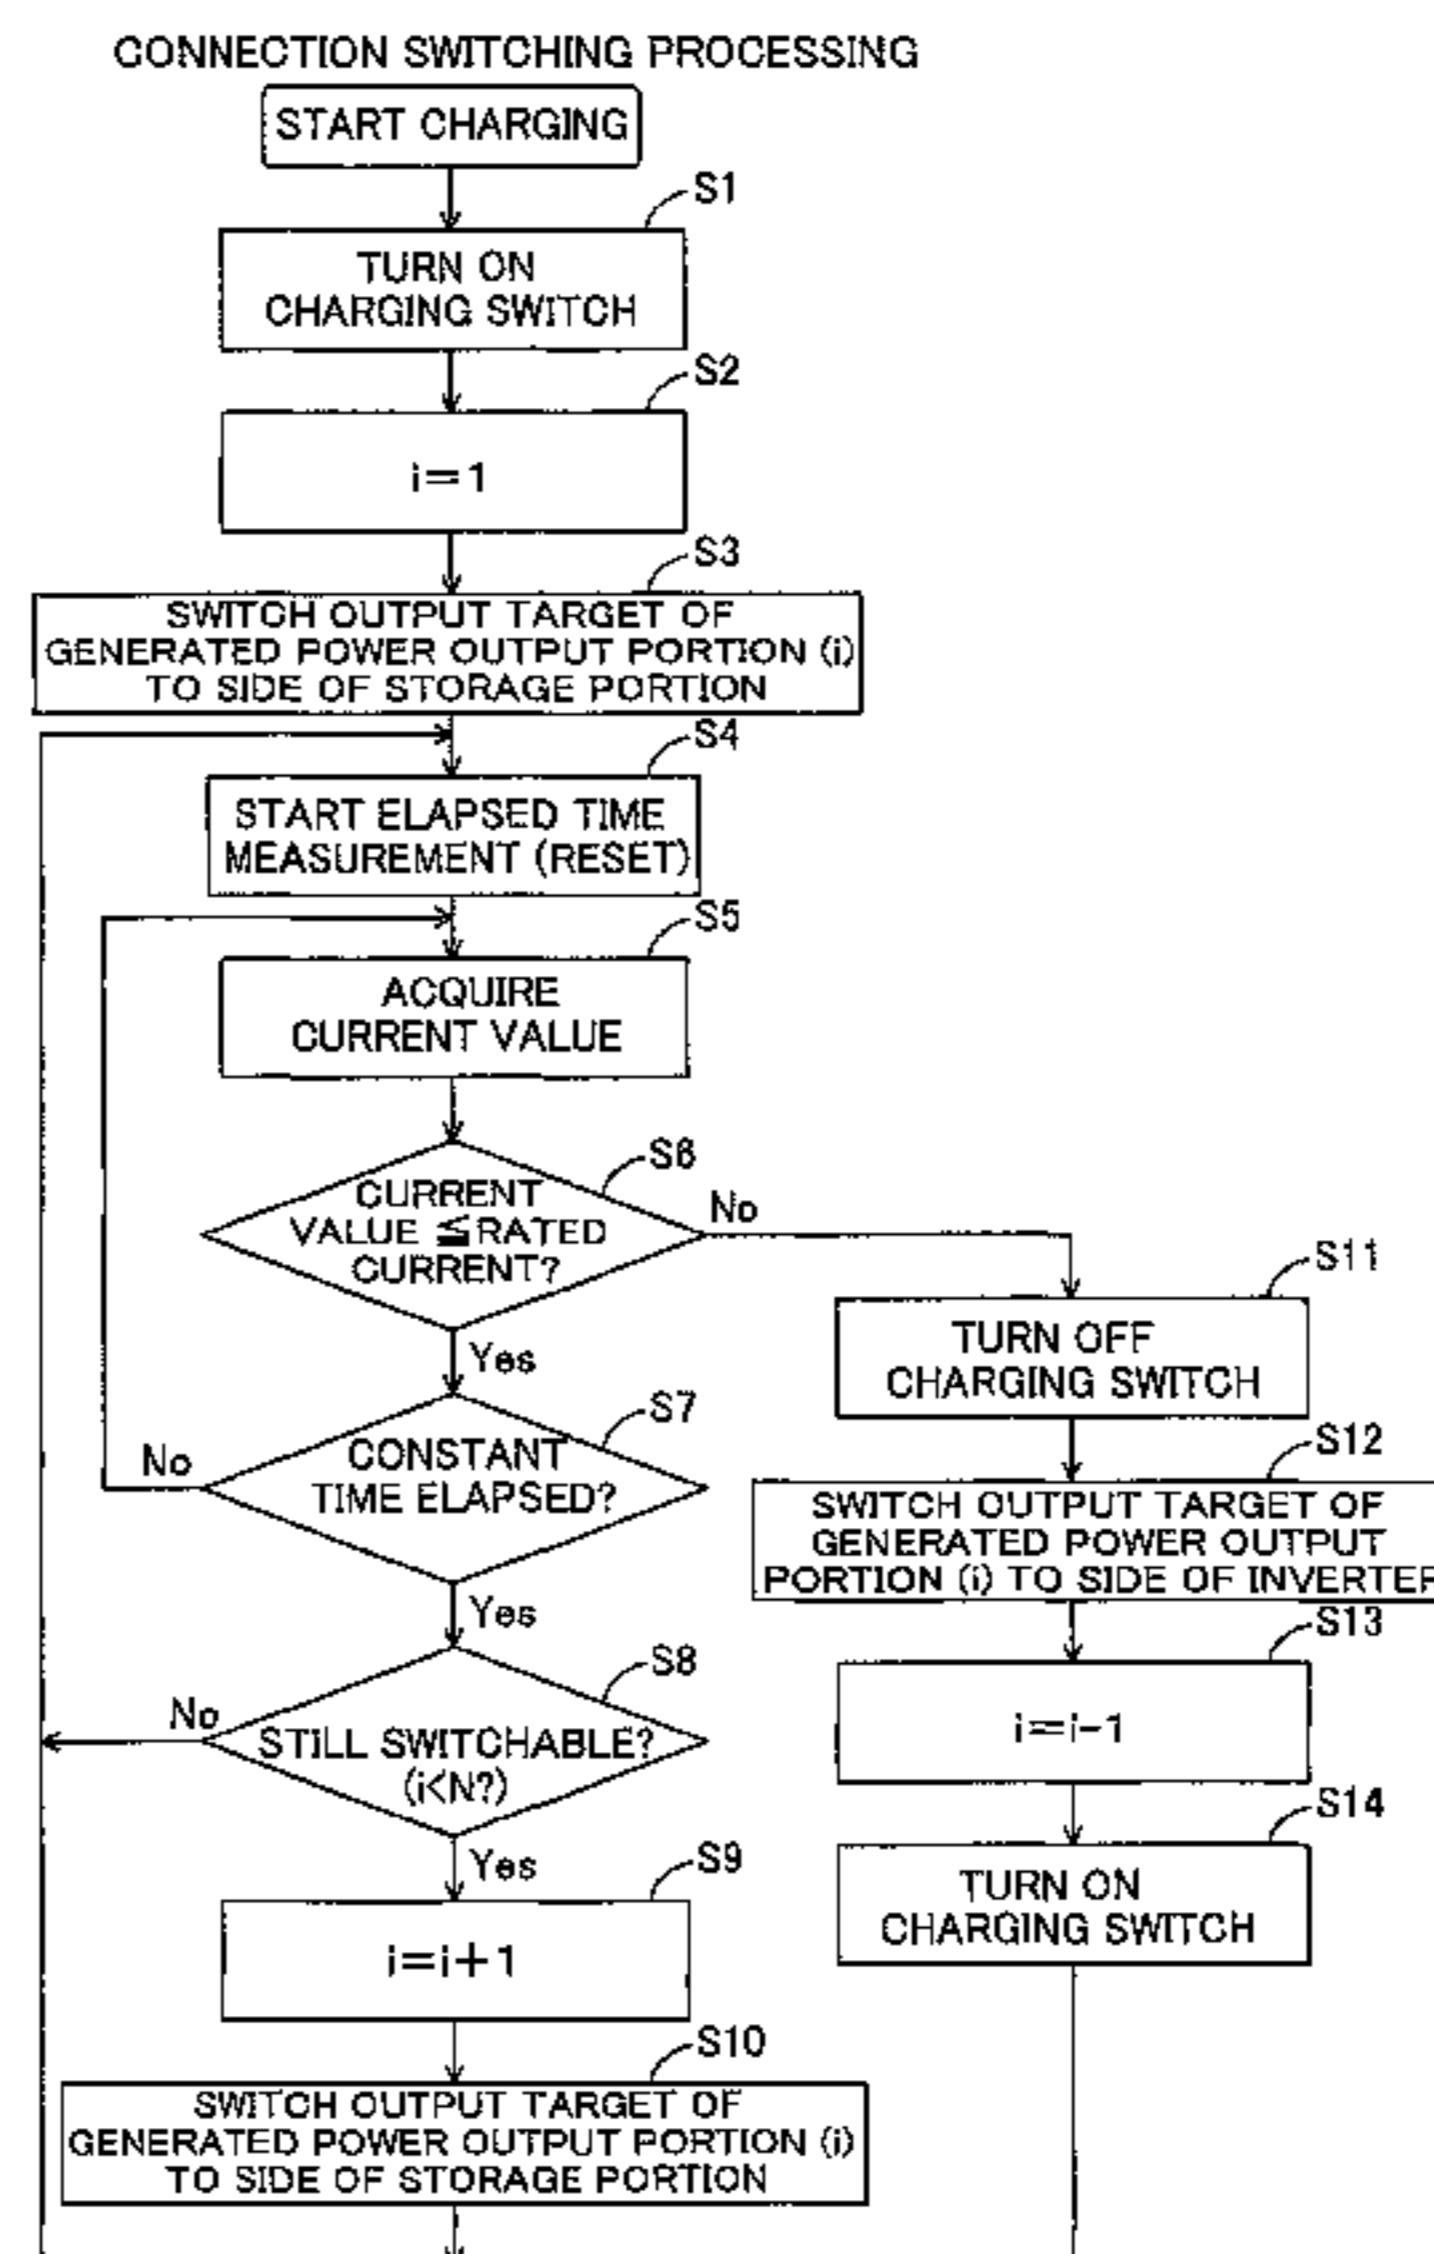 CONNECTION SWITCHING PROCESSING
START CHARGING
S1
TURN ON
CHARGING SWITCH
S2
i=1
S3
SWITCH OUTPUT TARGET OF
GENERATED POWER OUTPUT PORTION (i)
TO SIDE OF STORAGE PORTION
S4
START ELAPSED TIME
MEASUREMENT (RESET)
S5
ACQUIRE
CURRENT VALUE
S6
CURRENT
VALUE ≦RATED
CURRENT?
No
Yes
S7
CONSTANT
TIME ELAPSED?
No
Yes
S8
STILL SWITCHABLE?
(i<N?)
No
Yes
S9
i=i+1
S10
SWITCH OUTPUT TARGET OF
GENERATED POWER OUTPUT PORTION (i)
TO SIDE OF STORAGE PORTION
S11
TURN OFF
CHARGING SWITCH
S12
SWITCH OUTPUT TARGET OF
GENERATED POWER OUTPUT
PORTION (i) TO SIDE OF INVERTER
S13
i=i-1
S14
TURN ON
CHARGING SWITCH